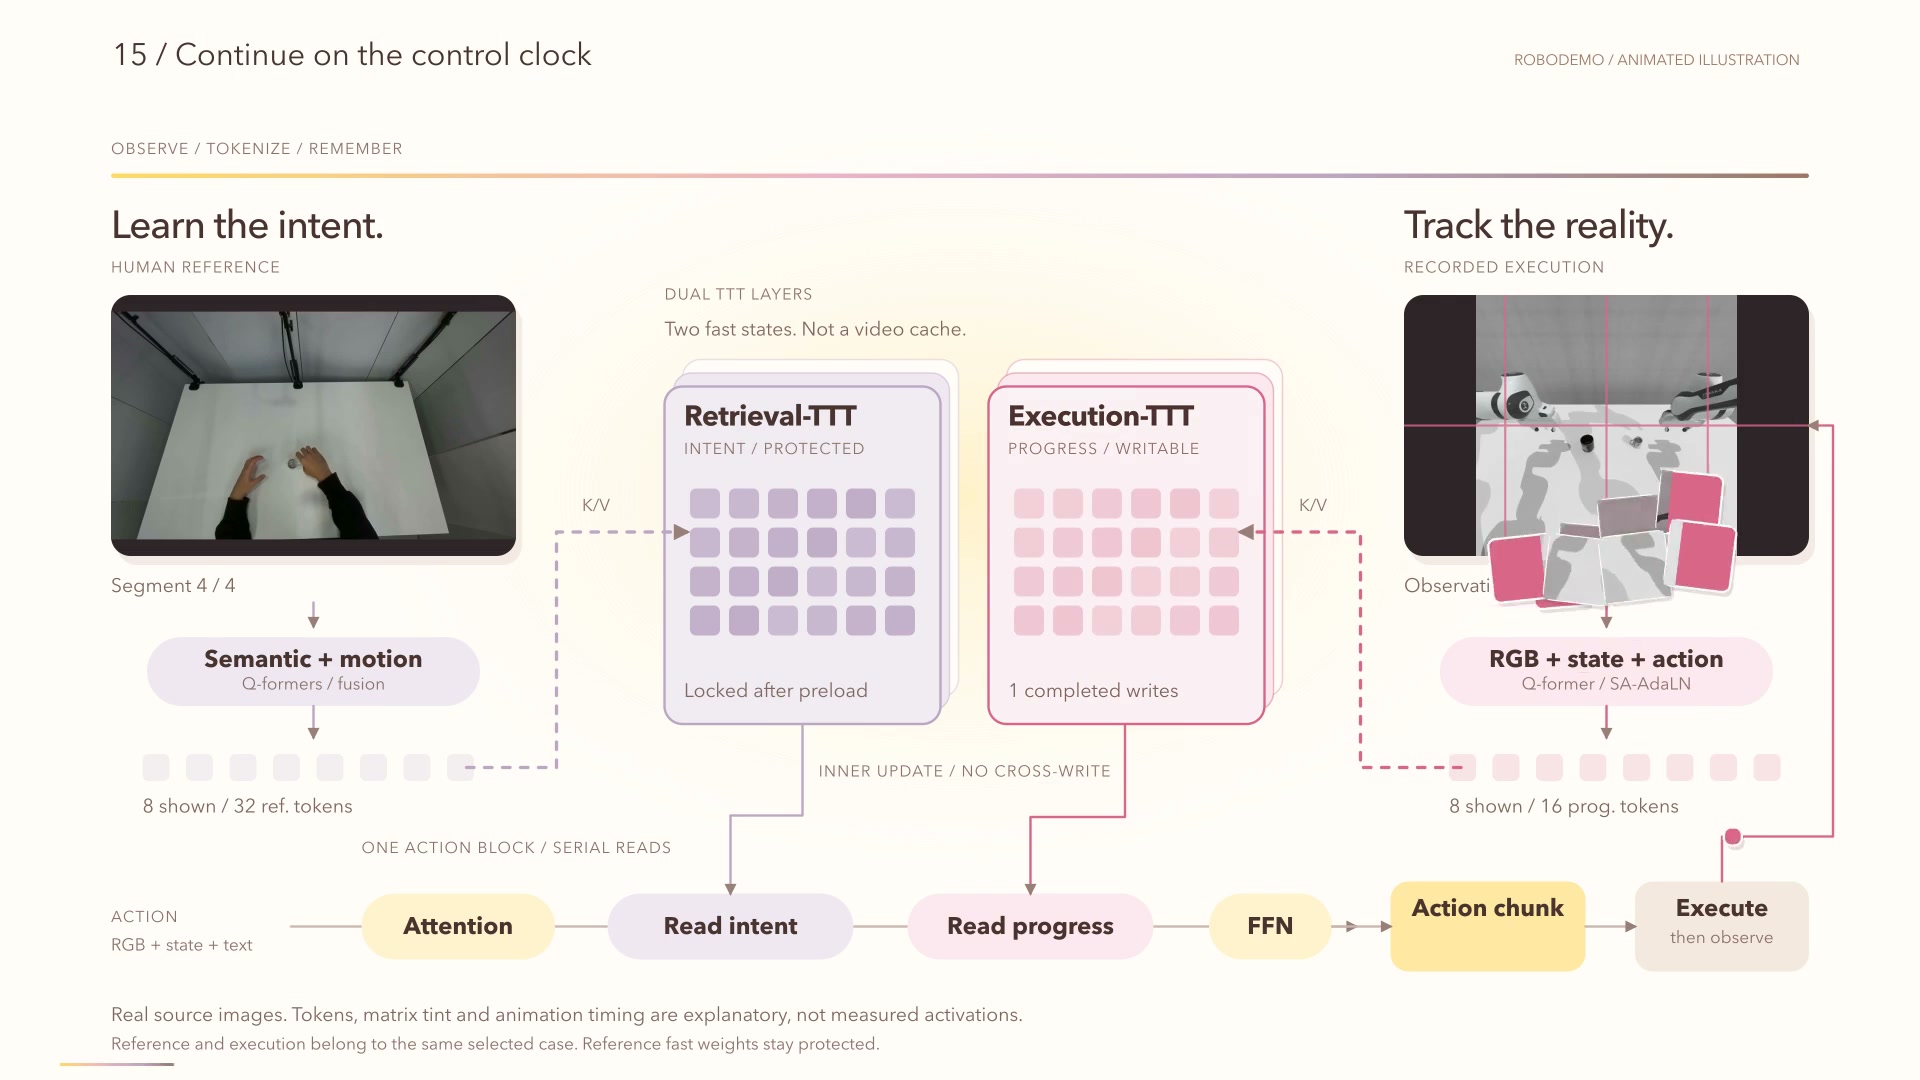 15 / Continue on the control clock
ROBODEMO / ANIMATED ILLUSTRATION
OBSERVE / TOKENIZE / REMEMBER
Learn the intent.
HUMAN REFERENCE
Segment 4 / 4
Semantic + motion
Q-formers / fusion
8 shown / 32 ref. tokens
DUAL TTT LAYERS
Two fast states. Not a video cache.
K/V
Retrieval-TTT
INTENT / PROTECTED
Locked after preload
Execution-TTT
PROGRESS / WRITABLE
1 completed writes
K/V
INNER UPDATE / NO CROSS-WRITE
Track the reality.
RECORDED EXECUTION
RGB + state + action
Q-former / SA-AdaLN
8 shown / 16 prog. tokens
ONE ACTION BLOCK / SERIAL READS
ACTION
RGB + state + text
Attention
Read intent
Read progress
FFN
Action chunk
Execute
then observe
Real source images. Tokens, matrix tint and animation timing are explanatory, not measured activations.
Reference and execution belong to the same selected case. Reference fast weights stay protected.